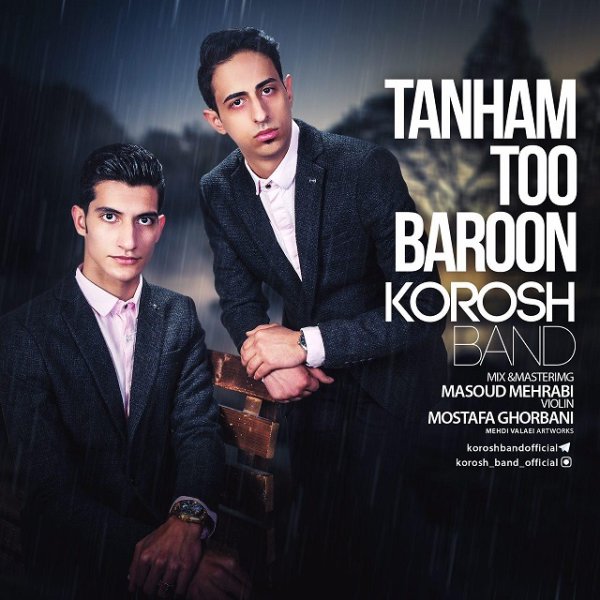 TANHAM
TOO
BAROON
KOROSH
BAND
MIX &MASTERIMG
MASOUD MEHRABI
VIOLIN
MOSTAFA GHORBANI
MEHDI VALAEI ARTWORKS
koroshbandofficial
korosh_band_official